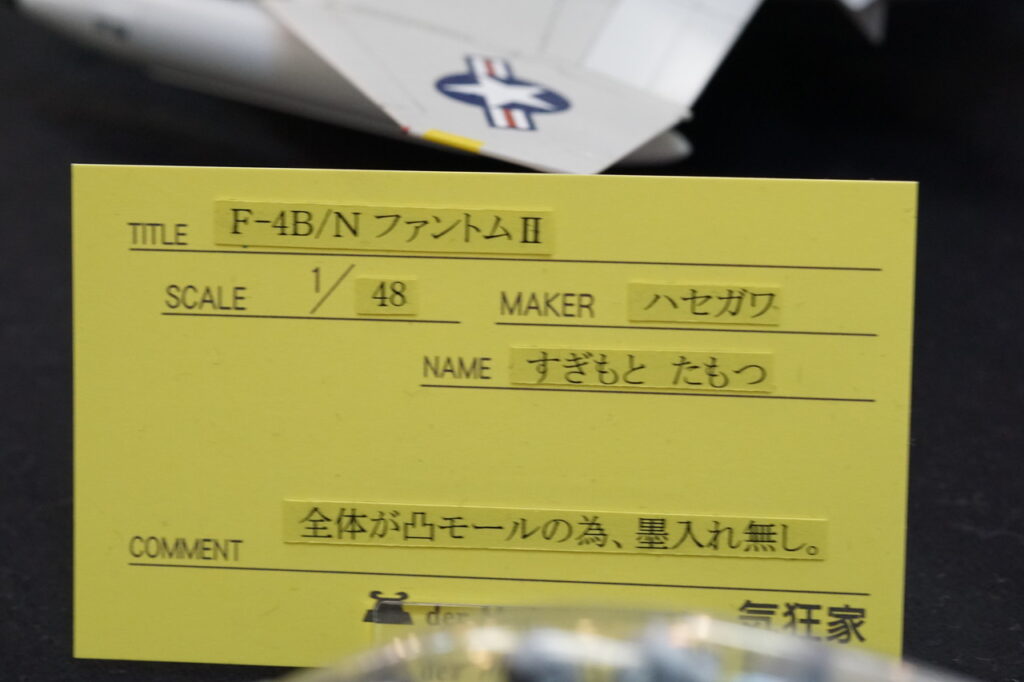 TITLE F-4B/N ファントムⅡ
SCALE 1/48 MAKER ハセガワ
NAME すぎもと たもつ
COMMENT 全体が凸モールの為、墨入れ無し。
der 気狂家